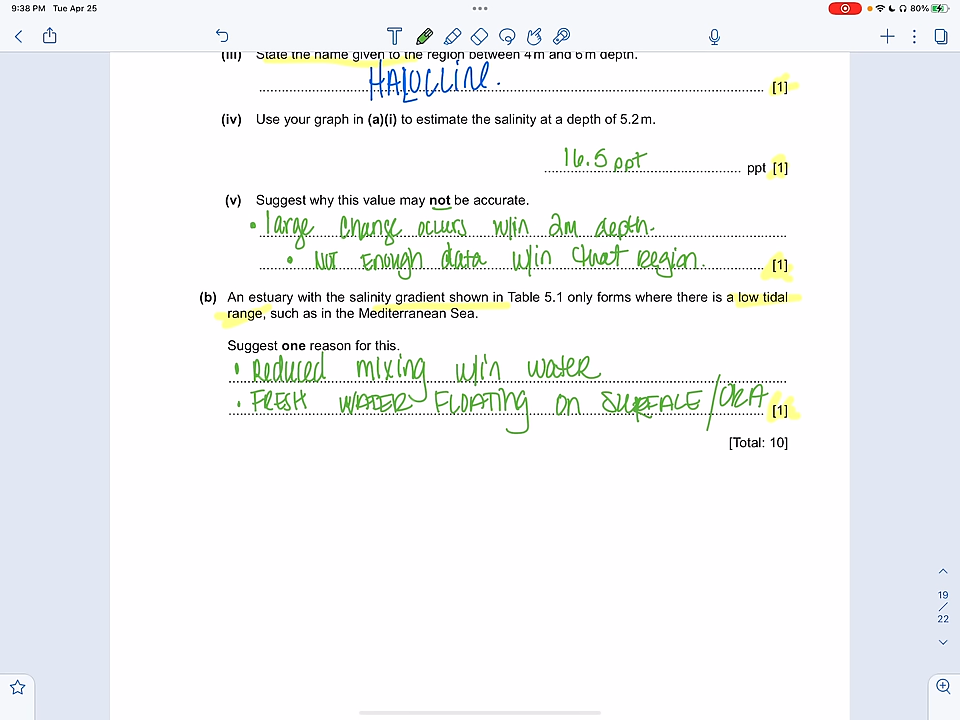 9:38 PM Tue Apr 25
80%
(iii) State the name given to the region between 4 m and 6 m depth.
HALOCLINE.
[1]
(iv) Use your graph in (a)(i) to estimate the salinity at a depth of 5.2 m.
16.5 ppt
ppt [1]
(v) Suggest why this value may not be accurate.
• large change occurs w/in 2m depth.
• Not Enough data w/in that region.
[1]
(b) An estuary with the salinity gradient shown in Table 5.1 only forms where there is a low tidal
range, such as in the Mediterranean Sea.
Suggest one reason for this.
• Reduced mixing w/in water
• FRESH WATER FLOATING on SURFACE/ORA
[1]
[Total: 10]
19
/
22